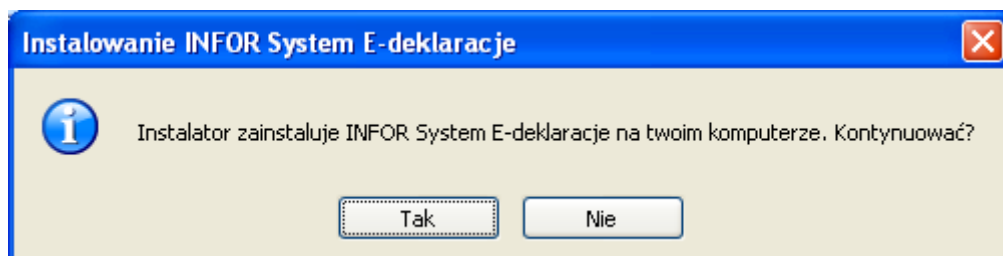 Instalowanie INFOR System E-deklaracje
Instalator zainstaluje INFOR System E-deklaracje na twoim komputerze. Kontynuować?
Tak Nie